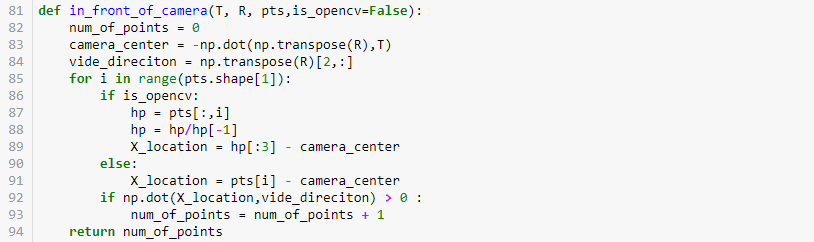 81 def in_front_of_camera(T, R, pts,is_opencv=False):
82     num_of_points = 0
83     camera_center = -np.dot(np.transpose(R),T)
84     vide_direciton = np.transpose(R)[2,:]
85     for i in range(pts.shape[1]):
86         if is_opencv:
87             hp = pts[:,i]
88             hp = hp/hp[-1]
89             X_location = hp[:3] - camera_center
90         else:
91             X_location = pts[i] - camera_center
92         if np.dot(X_location,vide_direciton) > 0 :
93             num_of_points = num_of_points + 1
94     return num_of_points